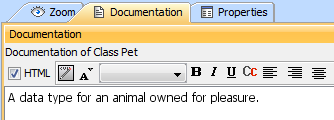 Zoom Documentation Properties
Documentation
Documentation of Class Pet
HTML B I U Cc
A data type for an animal owned for pleasure.